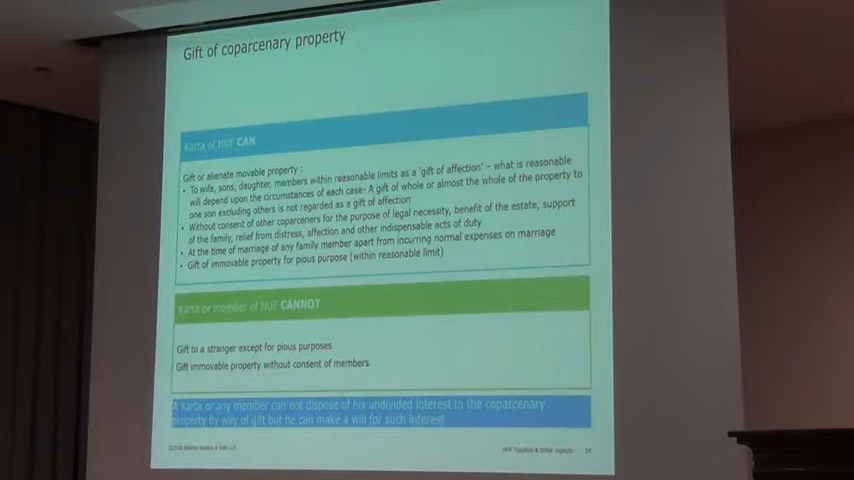 Gift of coparcenary property
Karta of HUF CAN
Gift or alienate movable property :
• To wife, sons, daughter, members within reasonable limits as a 'gift of affection' – what is reasonable
will depend upon the circumstances of each case- A gift of whole or almost the whole of the property to
one son excluding others is not regarded as a gift of affection
• Without consent of other coparceners for the purpose of legal necessity, benefit of the estate, support
of the family, relief from distress, affection and other indispensable acts of duty
• At the time of marriage of any family member apart from incurring normal expenses on marriage
• Gift of immovable property for pious purpose (within reasonable limit)
Karta or member of HUF CANNOT
Gift to a stranger except for pious purposes
Gift immovable property without consent of members
A Karta or any member can not dispose of his undivided interest in the coparcenary
property by way of gift but he can make a will for such interest
Deloitte Haskins & Sells LLP
HUF Taxation & other aspects 24